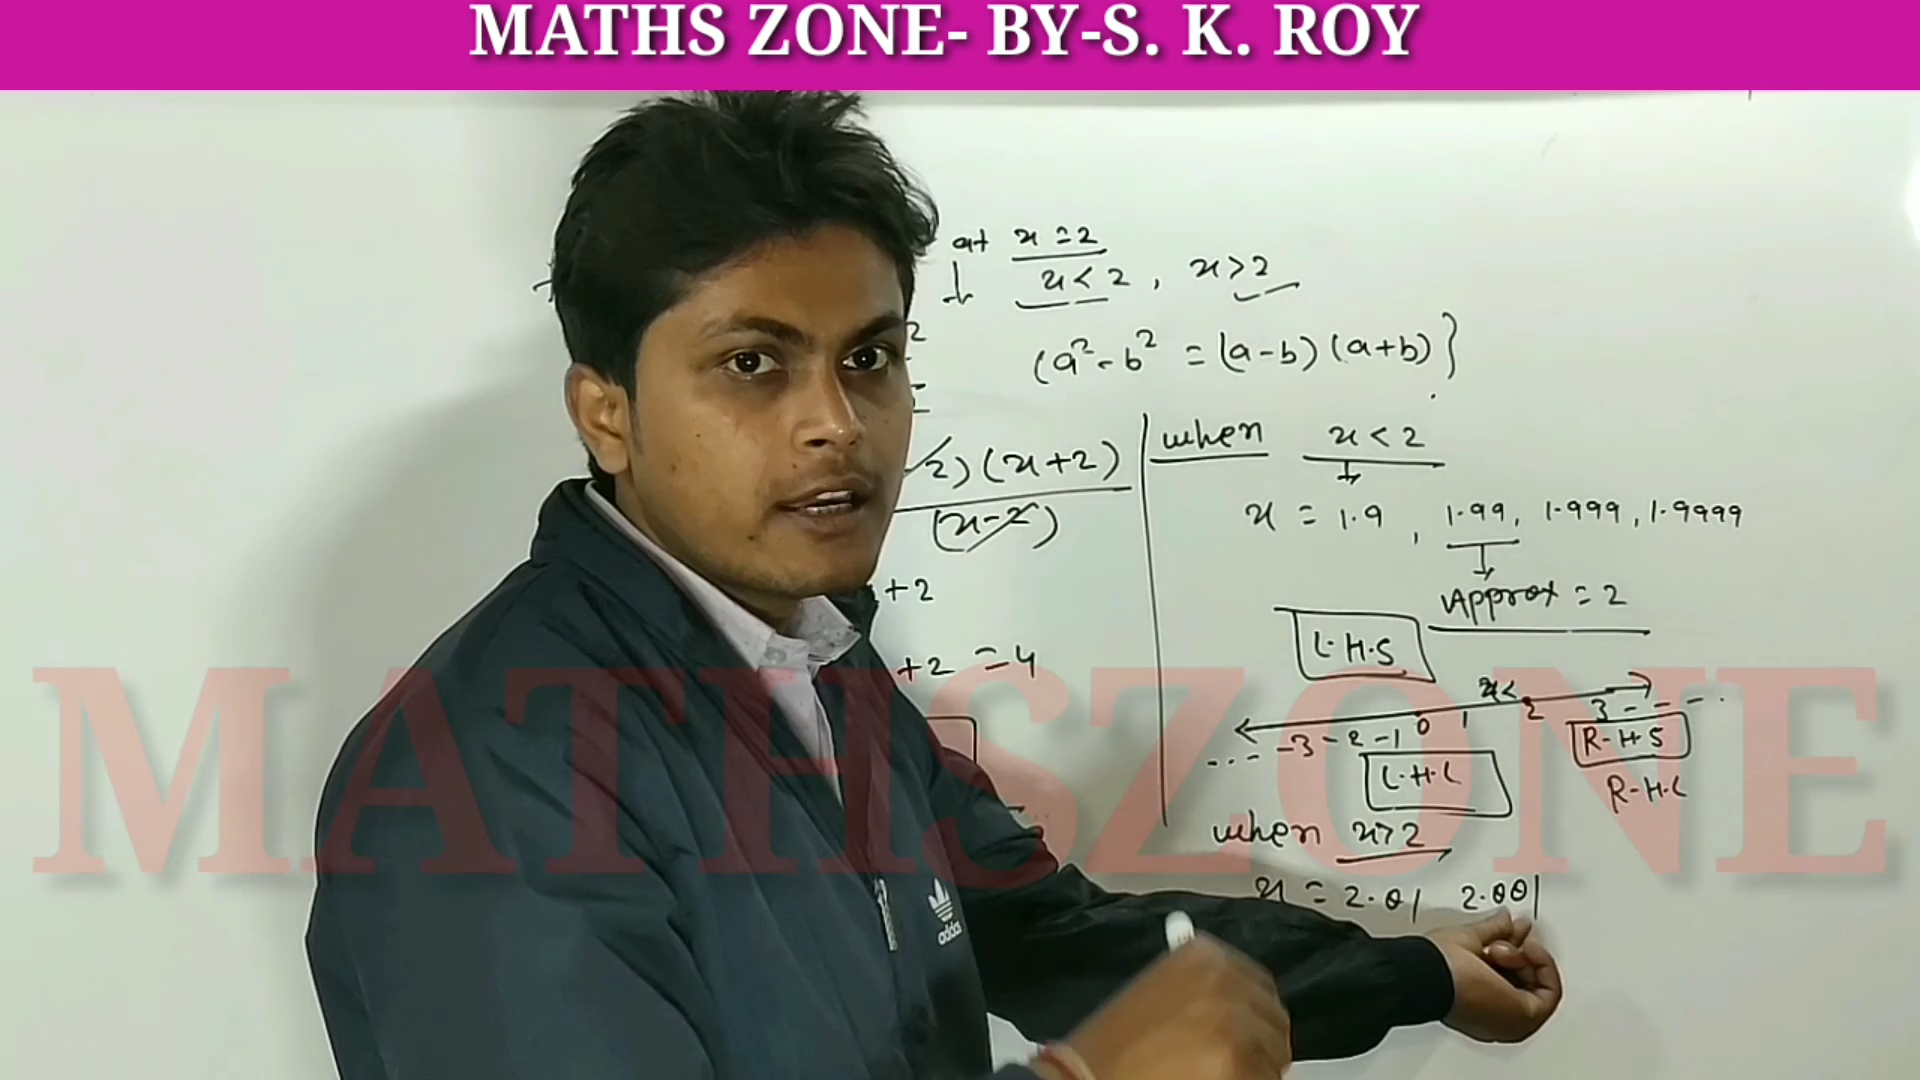 MATHS ZONE- BY-S. K. ROY
at x = 2
x < 2 , x > 2
(a² - b² = (a-b) (a+b) }
2) (x+2)
(x-2)
+2
+2 = 4
when x < 2
x = 1.9 , 1.99, 1.999, 1.9999
Approx = 2
L.H.S
x<
... -3 -2 -1 0 1 2 3 - - - ..
R-H-S
L.H.L
R-H-L
when x>2
x = 2.01 2.001
MATHSZONE
adidas